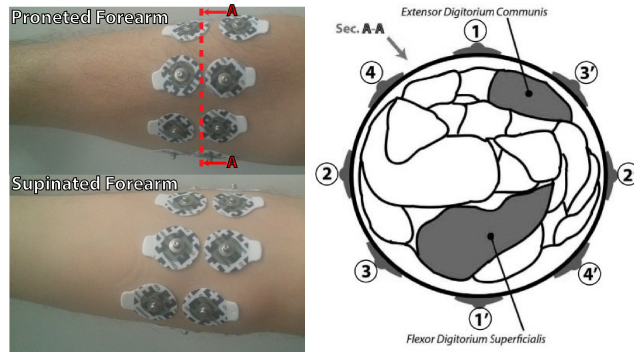 Proneted Forearm
A
A
Supinated Forearm
Extensor Digitorium Communis
Sec. A-A
1
4
3'
2
2'
3
4'
1'
Flexor Digitorium Superficialis